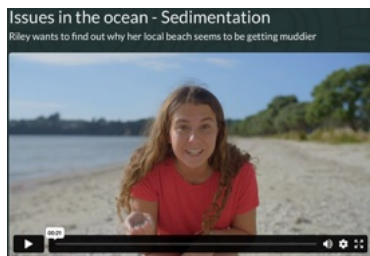 Issues in the ocean - Sedimentation
Riley wants to find out why her local beach seems to be getting muddier
00:29